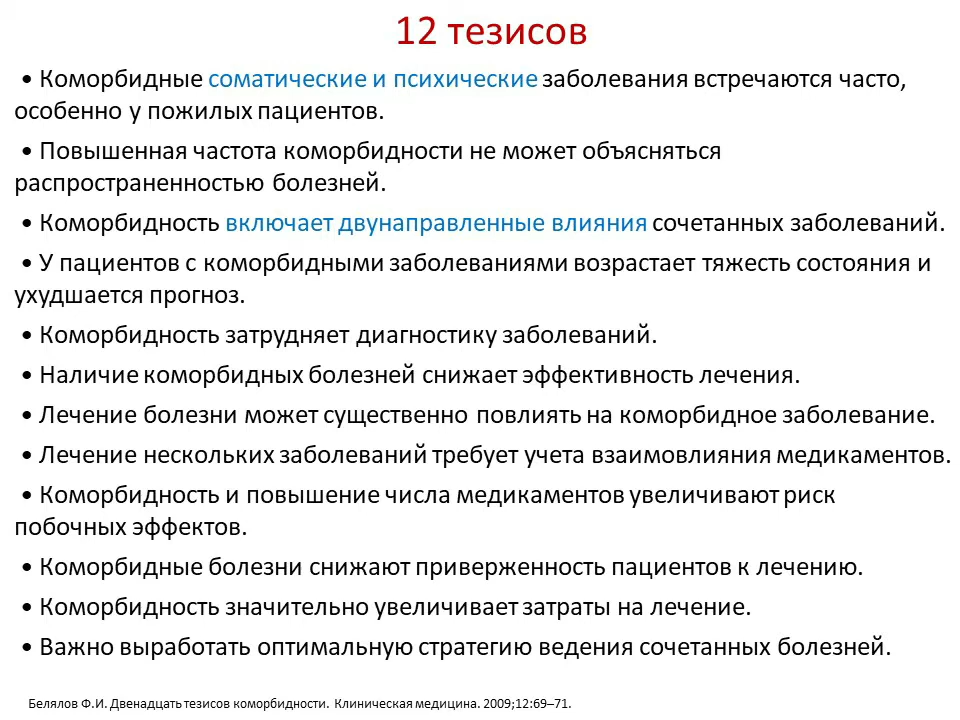 12 тезисов
• Коморбидные соматические и психические заболевания встречаются часто,
особенно у пожилых пациентов.
• Повышенная частота коморбидности не может объясняться
распространенностью болезней.
• Коморбидность включает двунаправленные влияния сочетанных заболеваний.
• У пациентов с коморбидными заболеваниями возрастает тяжесть состояния и
ухудшается прогноз.
• Коморбидность затрудняет диагностику заболеваний.
• Наличие коморбидных болезней снижает эффективность лечения.
• Лечение болезни может существенно повлиять на коморбидное заболевание.
• Лечение нескольких заболеваний требует учета взаимовлияния медикаментов.
• Коморбидность и повышение числа медикаментов увеличивают риск
побочных эффектов.
• Коморбидные болезни снижают приверженность пациентов к лечению.
• Коморбидность значительно увеличивает затраты на лечение.
• Важно выработать оптимальную стратегию ведения сочетанных болезней.
Белялов Ф.И. Двенадцать тезисов коморбидности. Клиническая медицина. 2009;12:69–71.